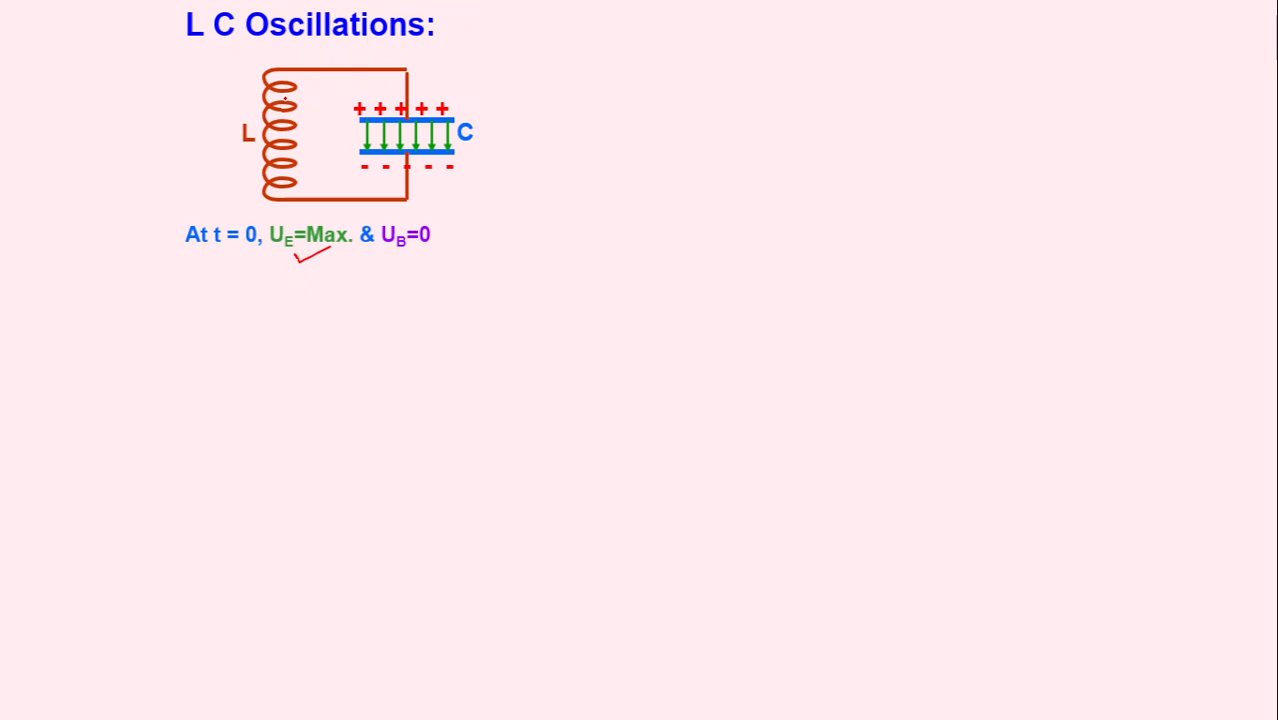 L C Oscillations:
+ + + + +
L
C
- - - - -
At t = 0, UE=Max. & UB=0